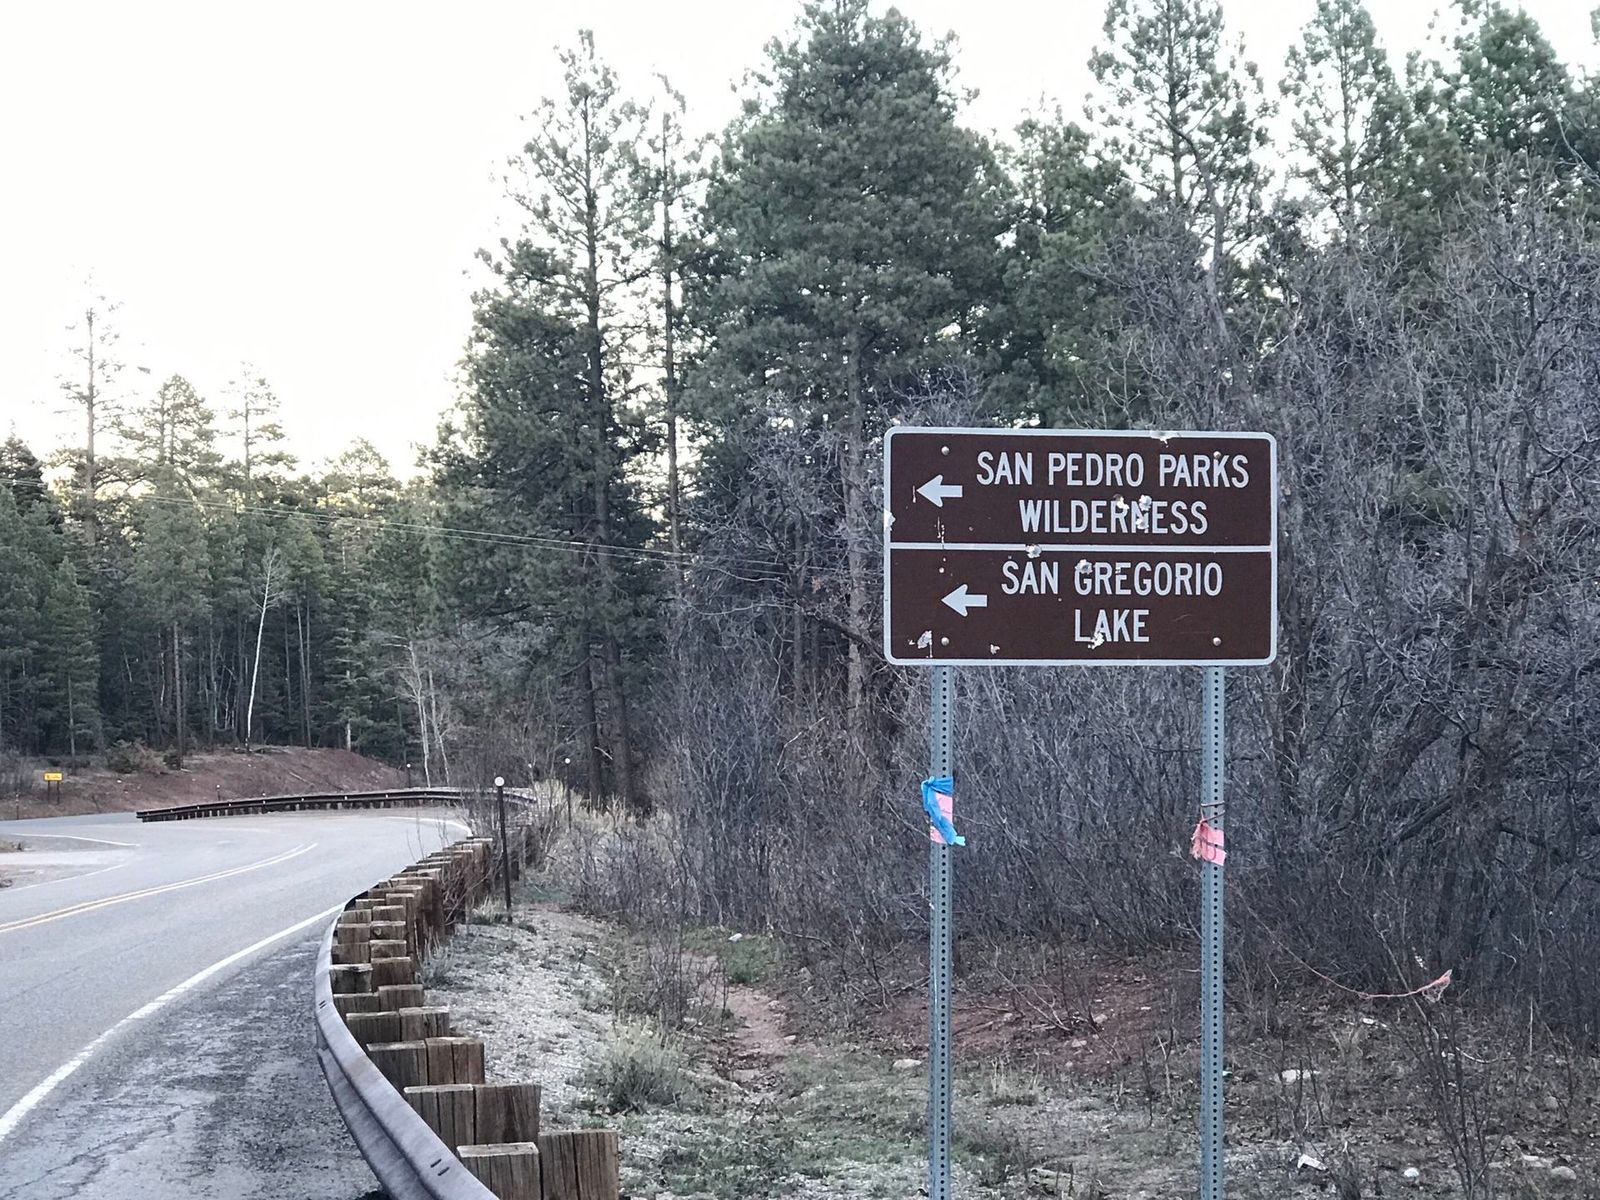 SAN PEDRO PARKS
WILDERNESS
SAN GREGORIO
LAKE